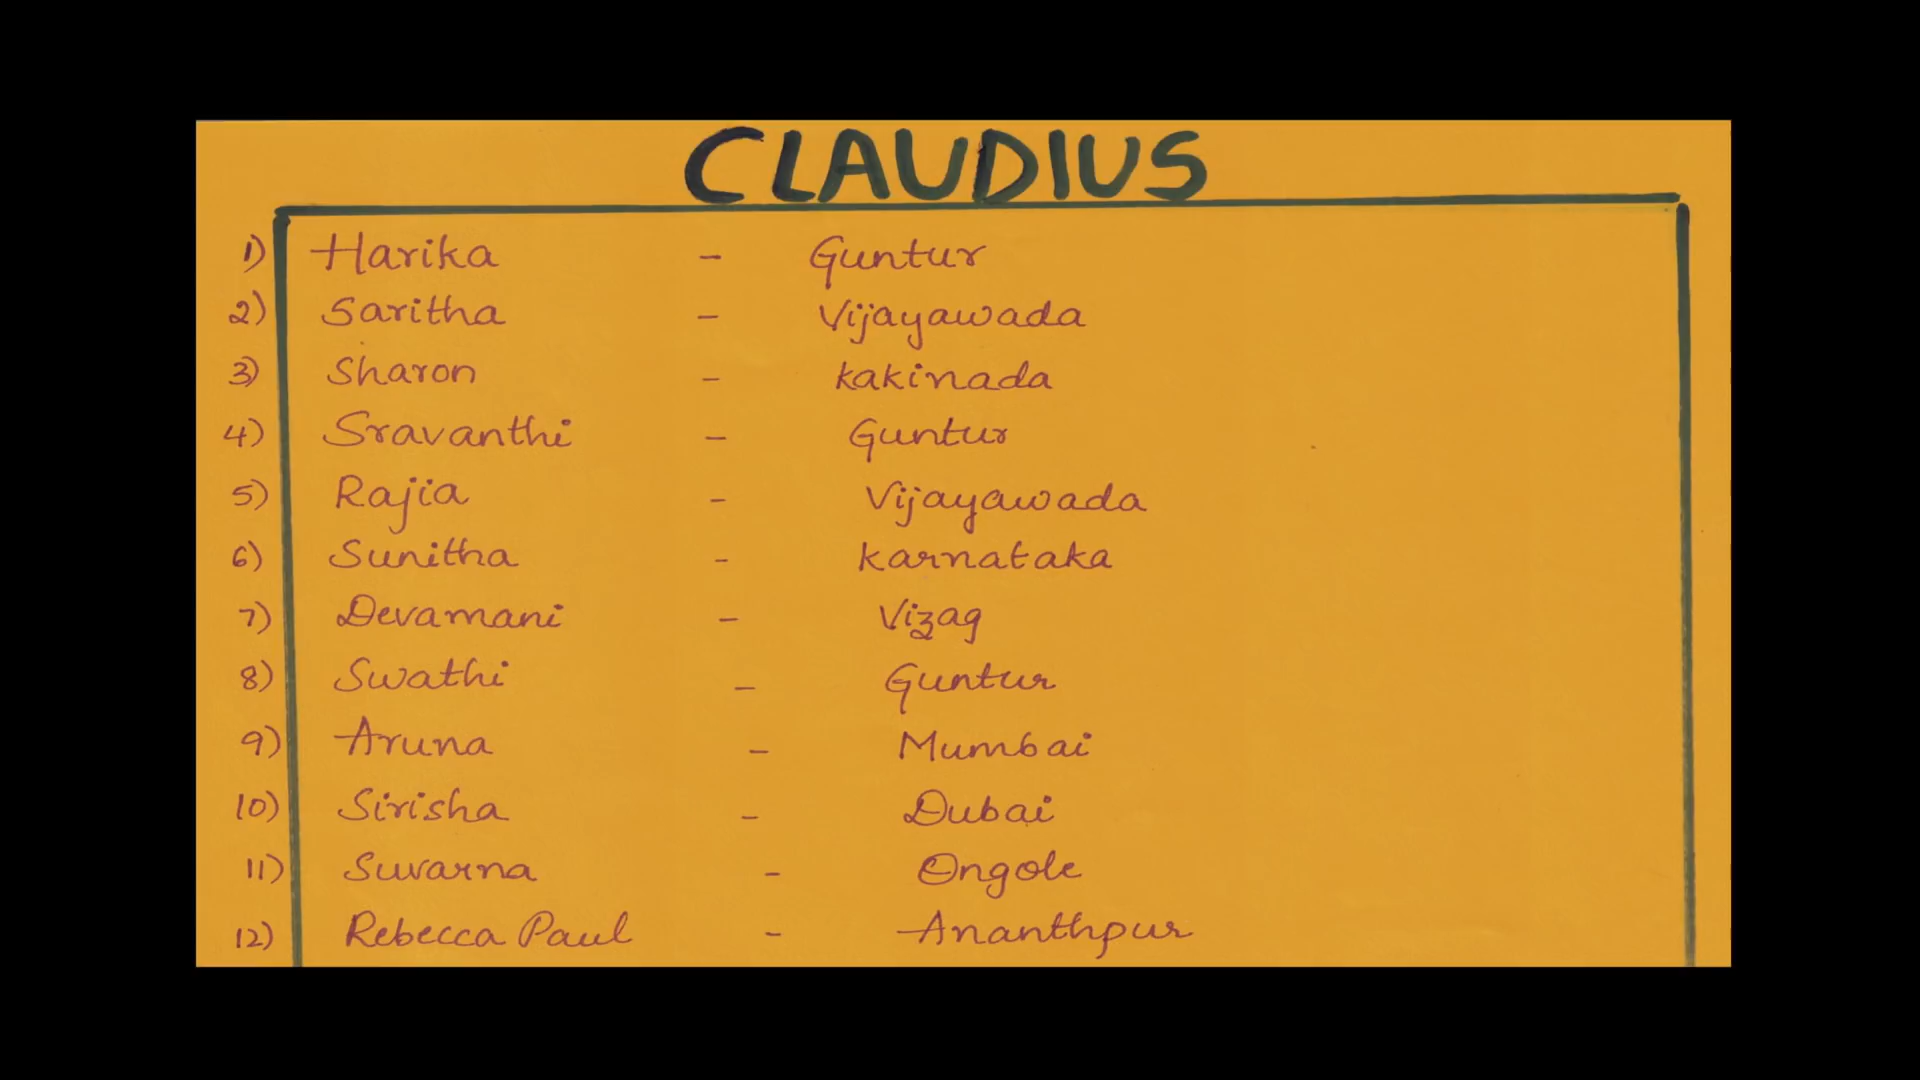 CLAUDIUS
1) Harika - Guntur
2) Saritha - Vijayawada
3) Sharon - kakinada
4) Sravanthi - Guntur
5) Rajia - Vijayawada
6) Sunitha - karnataka
7) Devamani - Vizag
8) Swathi - Guntur
9) Aruna - Mumbai
10) Sirisha - Dubai
11) Suvarna - Ongole
12) Rebecca Paul - Ananthpur